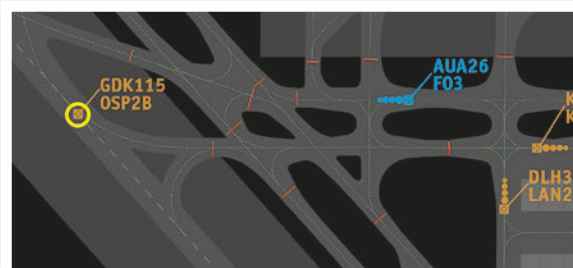 GDK115
OSP2B
AUA26
F03
K
K
DLH3
LAN2